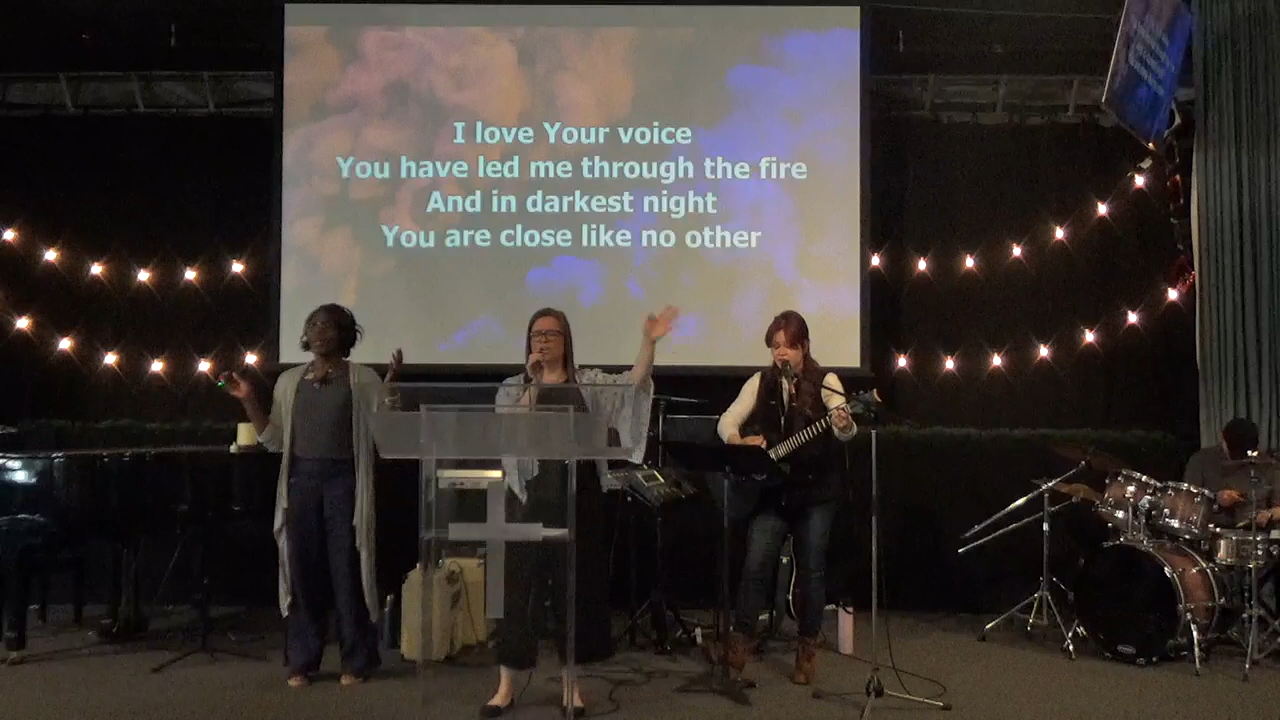 I love Your voice
You have led me through the fire
And in darkest night
You are close like no other